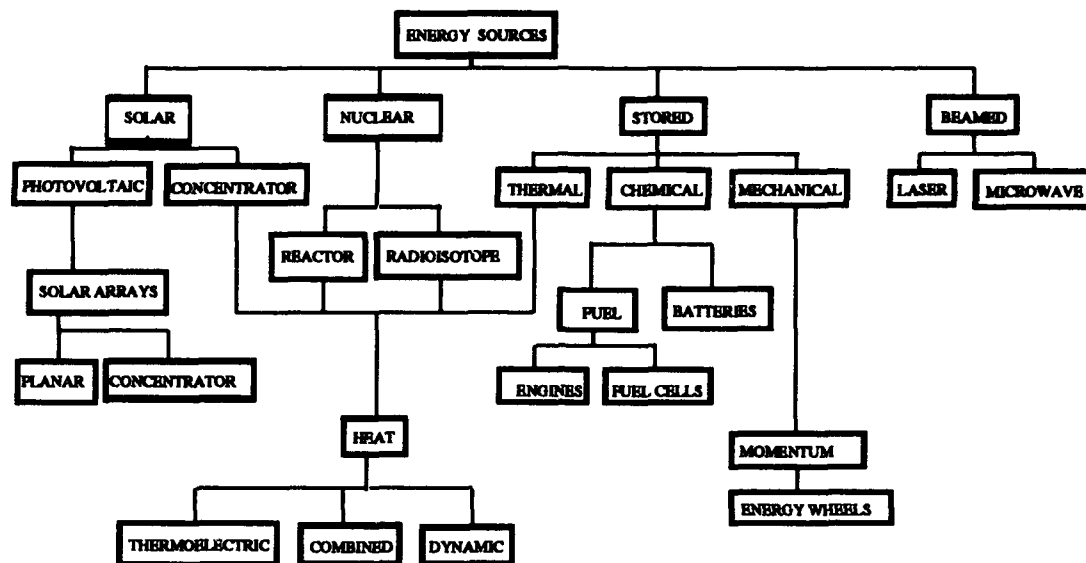 ENERGY SOURCES
SOLAR
NUCLEAR
STORED
BEAMED
PHOTOVOLTAIC
CONCENTRATOR
THERMAL
CHEMICAL
MECHANICAL
LASER
MICROWAVE
REACTOR
RADIOISOTOPE
SOLAR ARRAYS
FUEL
BATTERIES
PLANAR
CONCENTRATOR
ENGINES
FUEL CELLS
HEAT
MOMENTUM
ENERGY WHEELS
THERMOELECTRIC
COMBINED
DYNAMIC